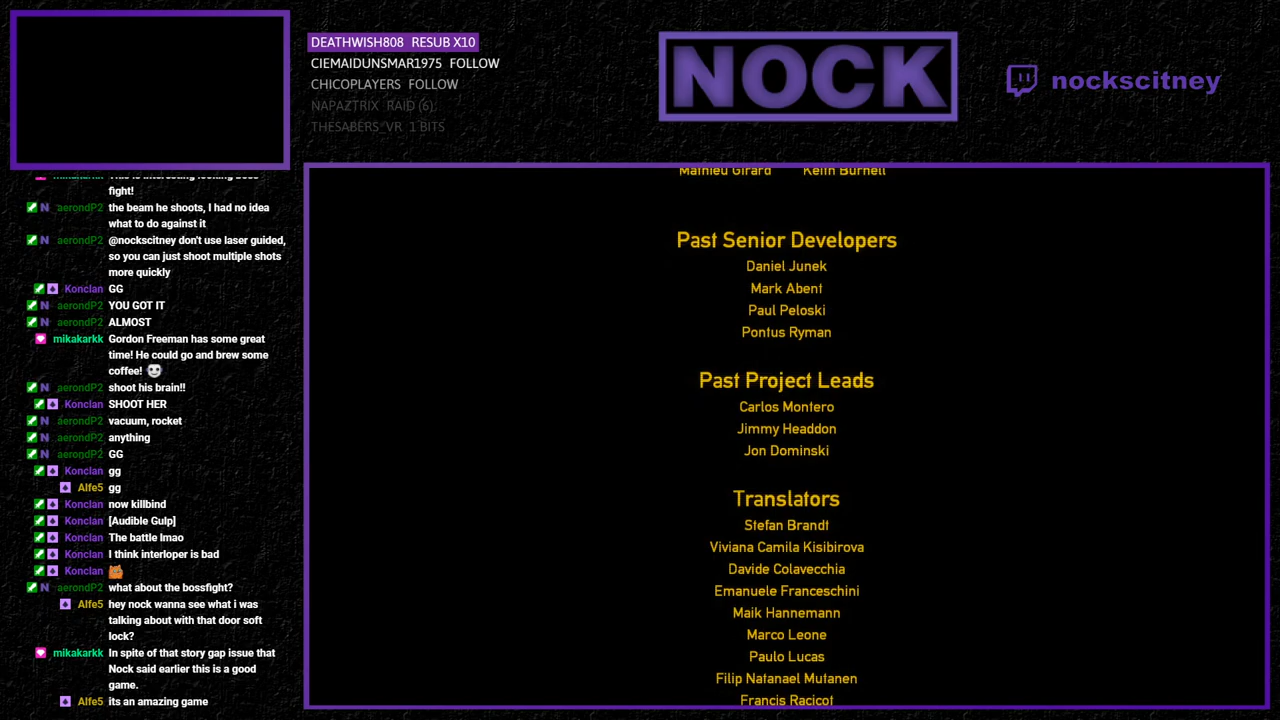 DEATHWISH808 RESUB X10
CIEMAIDUNSMAR1975 FOLLOW
CHICOPLAYERS FOLLOW
NAPAZTRIX RAID (6)
THESABERS_VR 1 BITS
NOCK
nockscitney
fight!
N aerondP2 the beam he shoots, I had no idea
what to do against it
N aerondP2 @nockscitney don't use laser guided,
so you can just shoot multiple shots
more quickly
Konclan GG
N aerondP2 YOU GOT IT
N aerondP2 ALMOST
mikakarkk Gordon Freeman has some great
time! He could go and brew some
coffee!
N aerondP2 shoot his brain!!
Konclan SHOOT HER
N aerondP2 vacuum, rocket
N aerondP2 anything
N aerondP2 GG
Konclan gg
Alfe5 gg
Konclan now killbind
Konclan [Audible Gulp]
Konclan The battle lmao
Konclan I think interloper is bad
Konclan
N aerondP2 what about the bossfight?
Alfe5 hey nock wanna see what i was
talking about with that door soft
lock?
mikakarkk In spite of that story gap issue that
Nock said earlier this is a good
game.
Alfe5 its an amazing game
Mathieu Girard Keith Burnell
Past Senior Developers
Daniel Junek
Mark Abent
Paul Peloski
Pontus Ryman
Past Project Leads
Carlos Montero
Jimmy Headdon
Jon Dominski
Translators
Stefan Brandt
Viviana Camila Kisibirova
Davide Colavecchia
Emanuele Franceschini
Maik Hannemann
Marco Leone
Paulo Lucas
Filip Natanael Mutanen
Francis Racicot